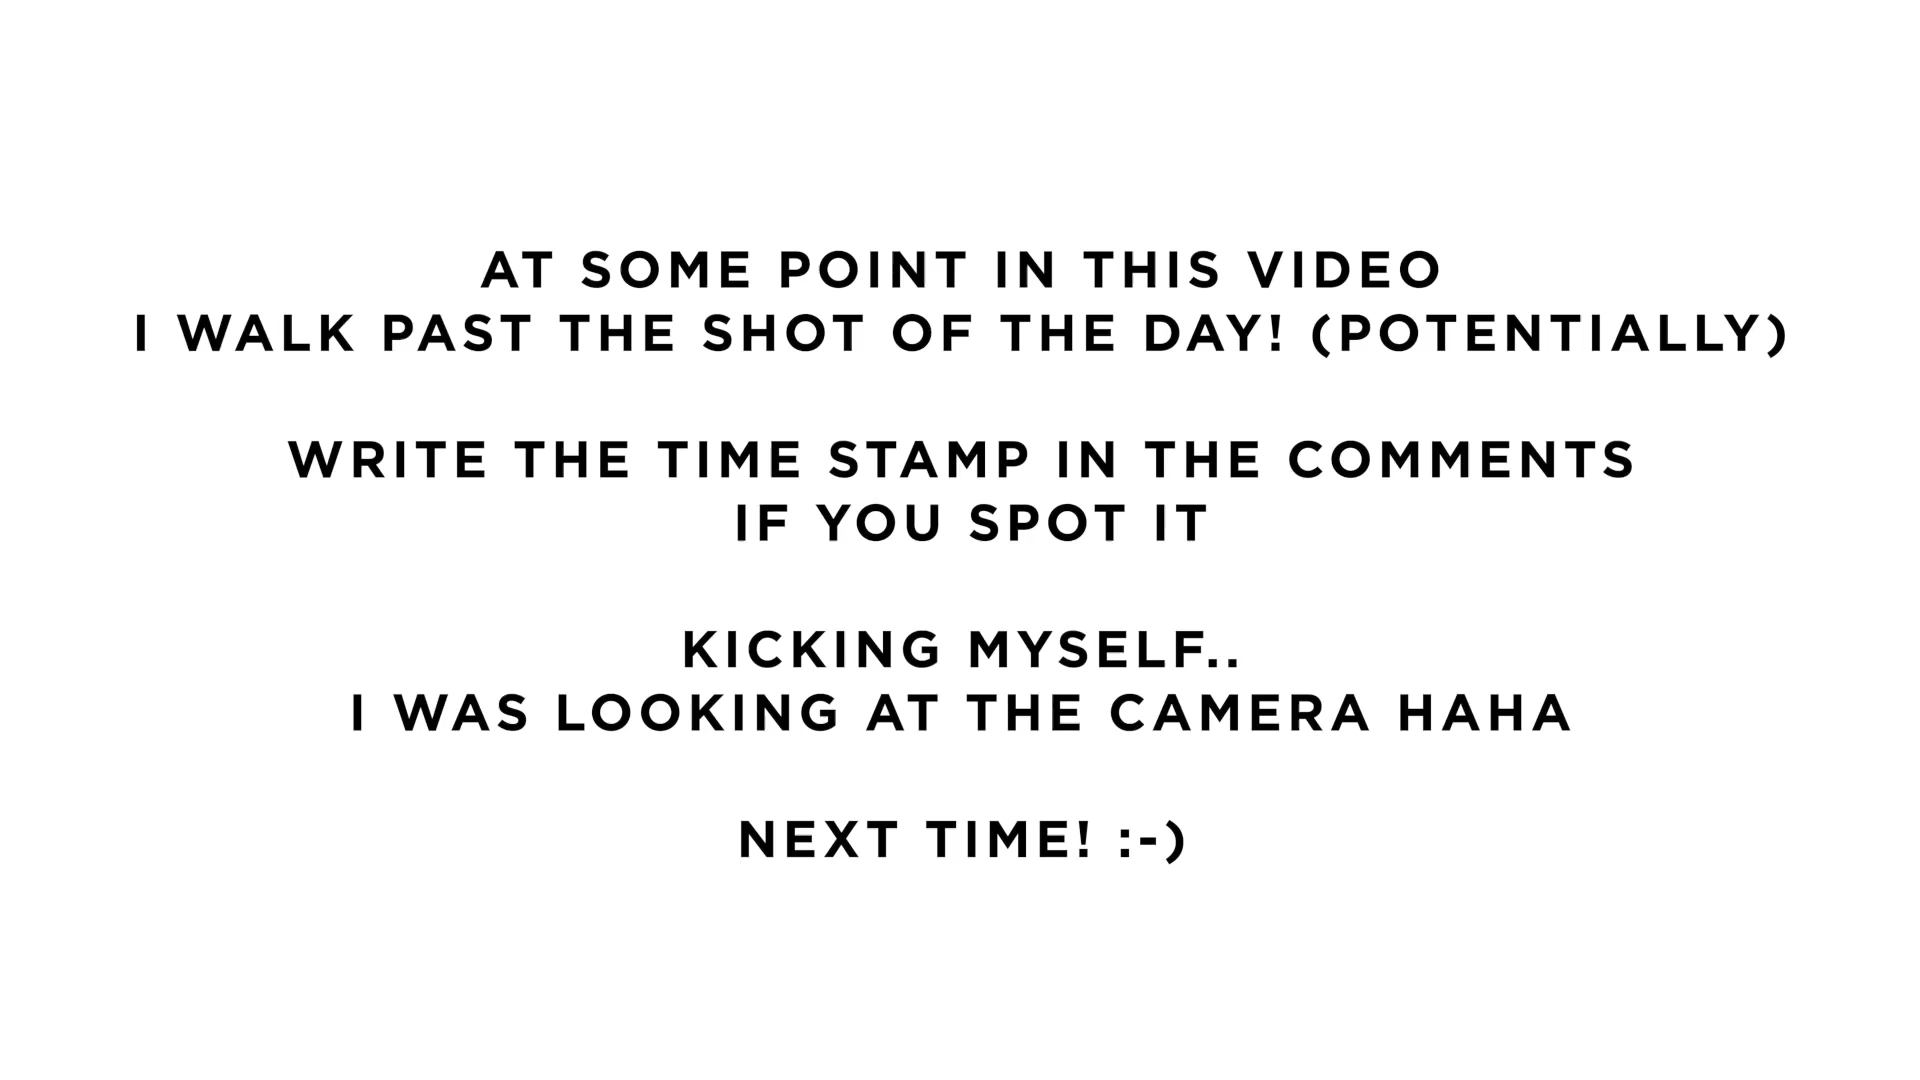 AT SOME POINT IN THIS VIDEO
I WALK PAST THE SHOT OF THE DAY! (POTENTIALLY)
WRITE THE TIME STAMP IN THE COMMENTS
IF YOU SPOT IT
KICKING MYSELF..
I WAS LOOKING AT THE CAMERA HAHA
NEXT TIME! :-)